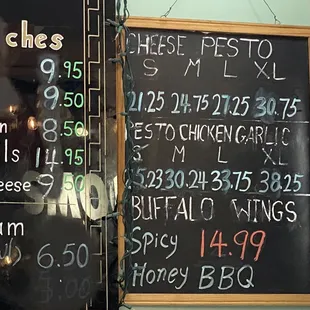 ches
9.95
9.50
8.50
14.95
cheese 9.50
6.50
CHEESE PESTO
S M L XL
21.25 24.75 27.25 30.75
PESTO CHICKEN GARLIC
S M L XL
25.23 30.24 33.75 38.25
BUFFALO WINGS
Spicy 14.99
Honey BBQ